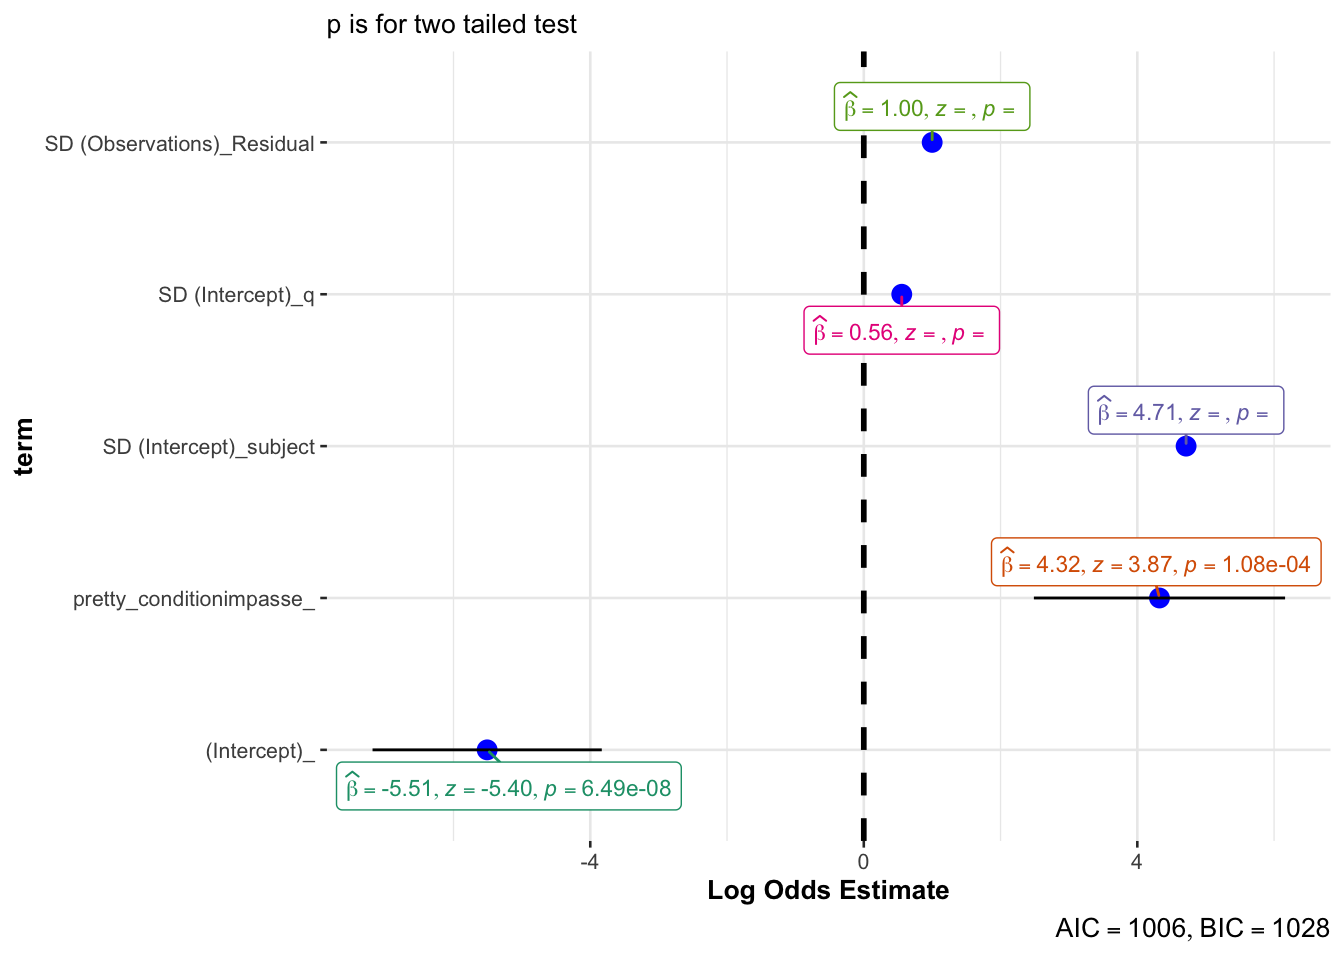 p is for two tailed test
SD (Observations)_Residual
β̂ = 1.00, z = , p =
SD (Intercept)_q
β̂ = 0.56, z = , p =
term
SD (Intercept)_subject
β̂ = 4.71, z = , p =
pretty_conditionimpasse_
β̂ = 4.32, z = 3.87, p = 1.08e-04
(Intercept)_
β̂ = -5.51, z = -5.40, p = 6.49e-08
-4 0 4
Log Odds Estimate
AIC = 1006, BIC = 1028